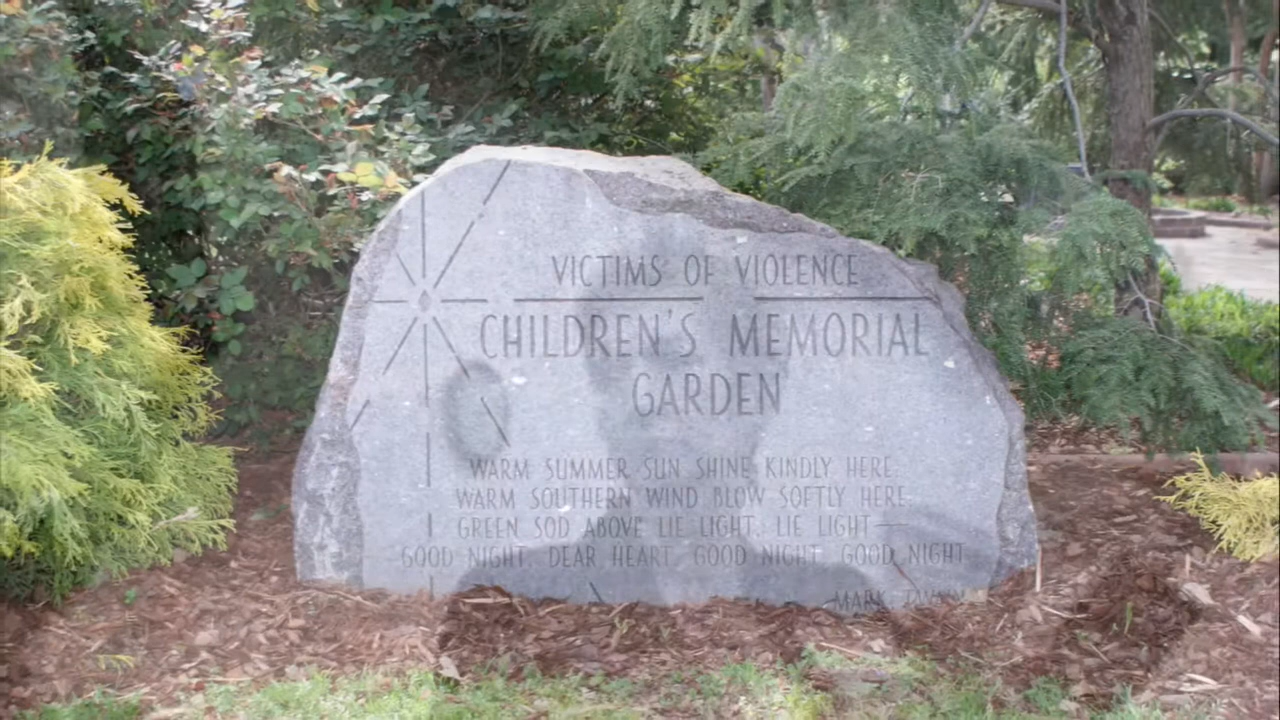 VICTIMS OF VIOLENCE
CHILDREN'S MEMORIAL
GARDEN
WARM SUMMER SUN SHINE KINDLY HERE.
WARM SOUTHERN WIND BLOW SOFTLY HERE.
GREEN SOD ABOVE LIE LIGHT, LIE LIGHT—
GOOD NIGHT, DEAR HEART, GOOD NIGHT, GOOD NIGHT
—MARK TWAIN